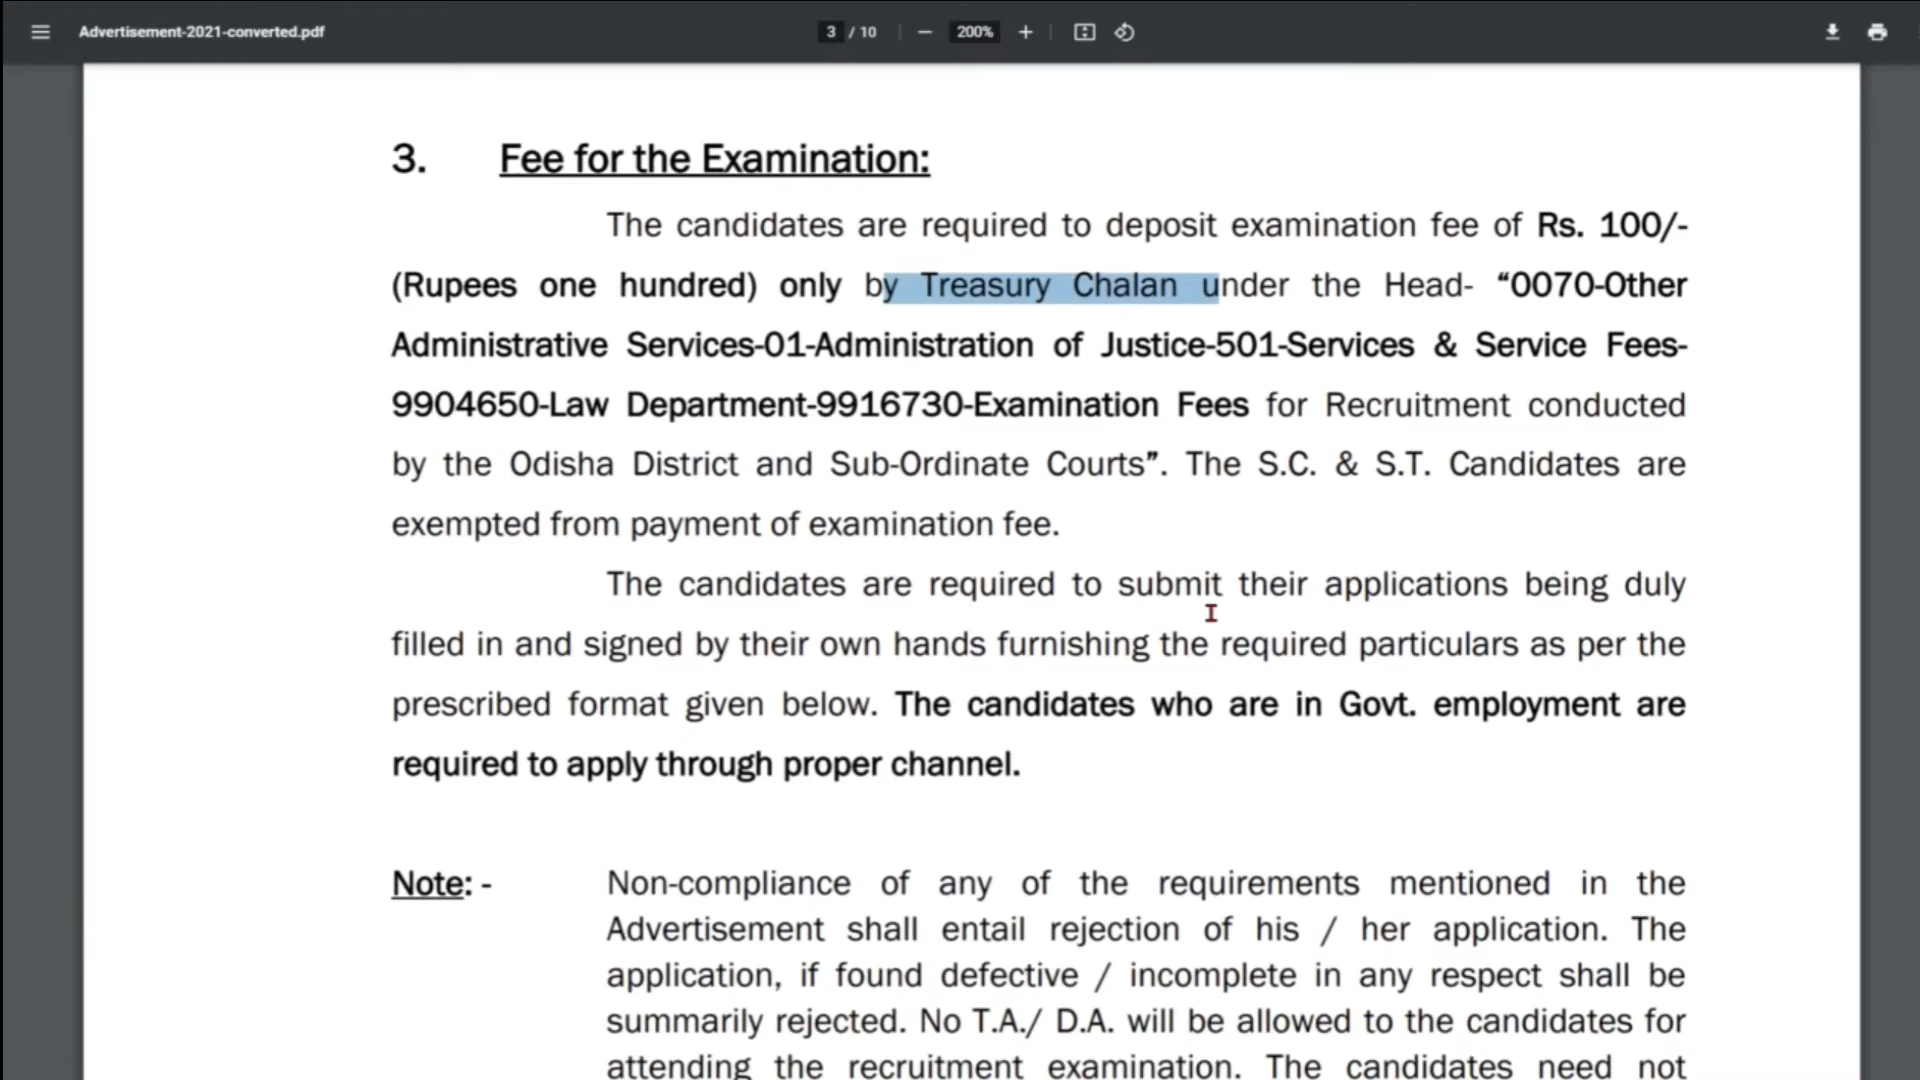 Advertisement-2021-converted.pdf
3 / 10
200%
3. Fee for the Examination:
The candidates are required to deposit examination fee of Rs. 100/-
(Rupees one hundred) only by Treasury Chalan under the Head- “0070-Other
Administrative Services-01-Administration of Justice-501-Services & Service Fees-
9904650-Law Department-9916730-Examination Fees for Recruitment conducted
by the Odisha District and Sub-Ordinate Courts”. The S.C. & S.T. Candidates are
exempted from payment of examination fee.
The candidates are required to submit their applications being duly
filled in and signed by their own hands furnishing the required particulars as per the
prescribed format given below. The candidates who are in Govt. employment are
required to apply through proper channel.
Note: - Non-compliance of any of the requirements mentioned in the
Advertisement shall entail rejection of his / her application. The
application, if found defective / incomplete in any respect shall be
summarily rejected. No T.A./ D.A. will be allowed to the candidates for
attending the recruitment examination. The candidates need not